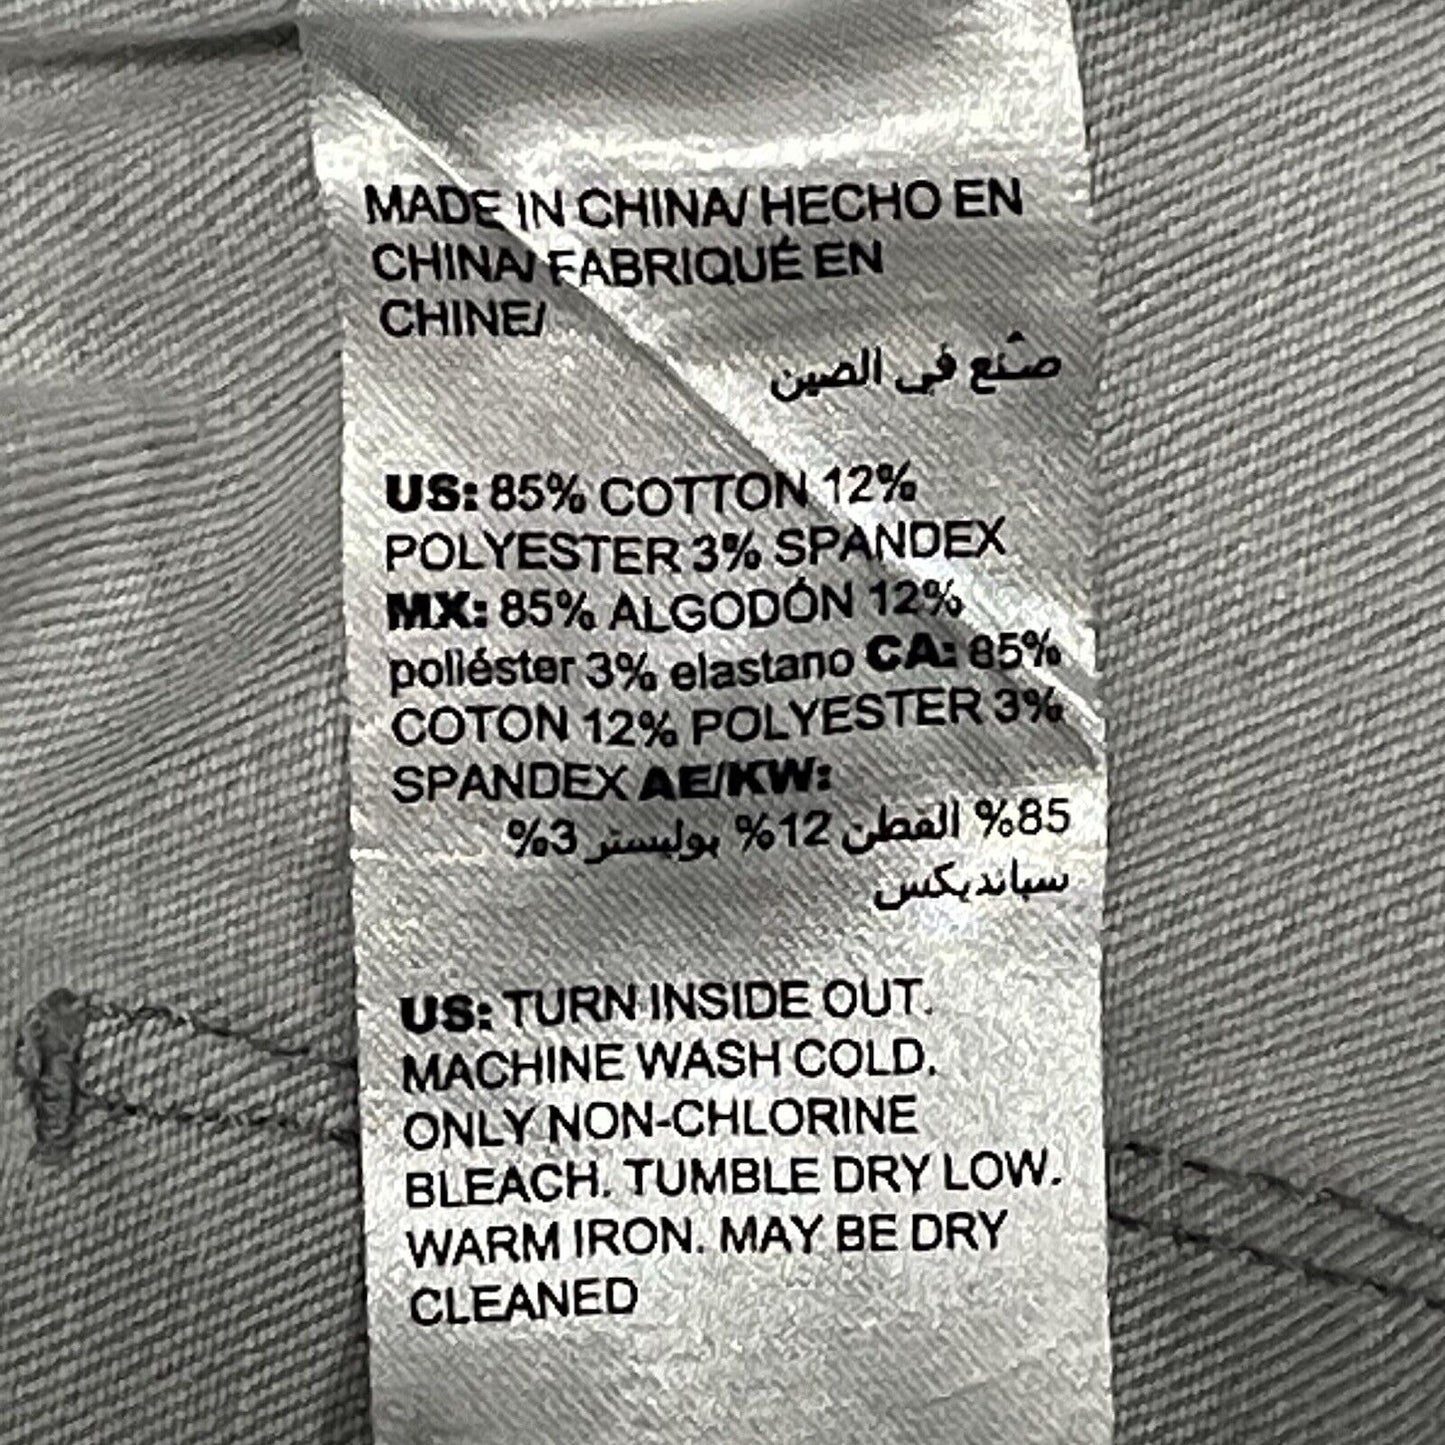 MADE IN CHINA/ HECHO EN
CHINA/ FABRIQUÉ EN
CHINE/
صنع في الصين
US: 85% COTTON 12%
POLYESTER 3% SPANDEX
MX: 85% ALGODÓN 12%
poliéster 3% elastano CA: 85%
COTON 12% POLYESTER 3%
SPANDEX AE/KW:
85% القطن 12% بوليستر 3%
سباندیكس
US: TURN INSIDE OUT.
MACHINE WASH COLD.
ONLY NON-CHLORINE
BLEACH. TUMBLE DRY LOW.
WARM IRON. MAY BE DRY
CLEANED